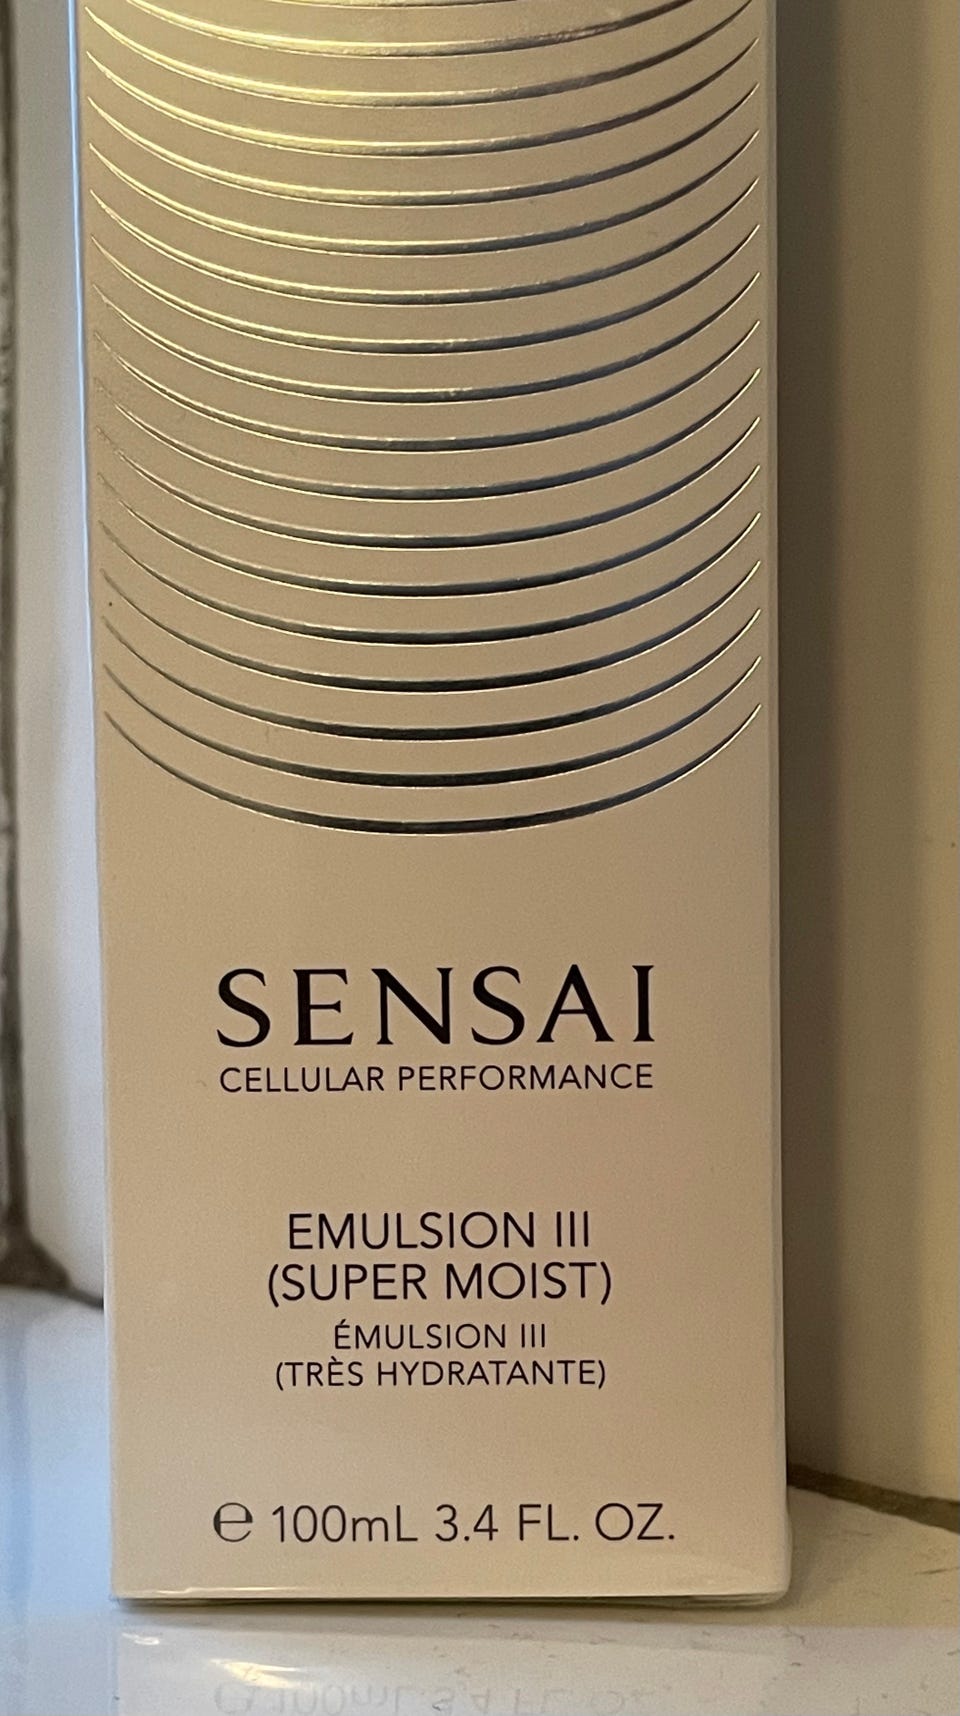 SENSAI
CELLULAR PERFORMANCE
EMULSION III
(SUPER MOIST)
ÉMULSION III
(TRÈS HYDRATANTE)
℮ 100mL 3.4 FL. OZ.